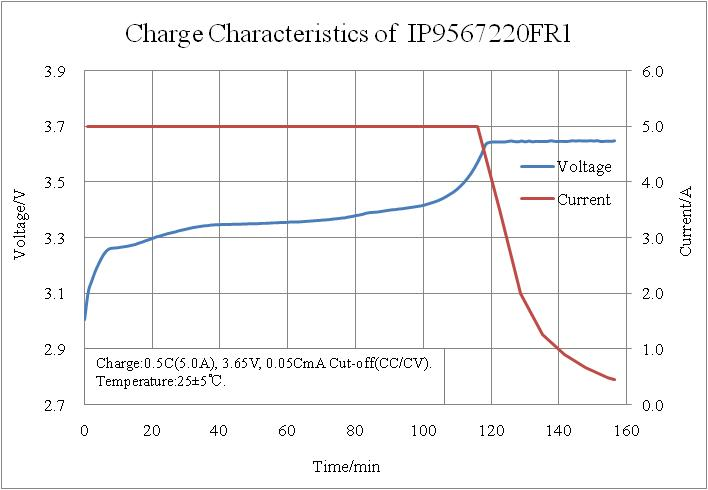 Charge Characteristics of IP9567220FR1
3.9
3.7
3.5
3.3
3.1
2.9
2.7
Voltage/V
6.0
5.0
4.0
3.0
2.0
1.0
0.0
Current/A
Voltage
Current
Charge:0.5C(5.0A), 3.65V, 0.05CmA Cut-off(CC/CV).
Temperature:25±5℃.
0 20 40 60 80 100 120 140 160
Time/min